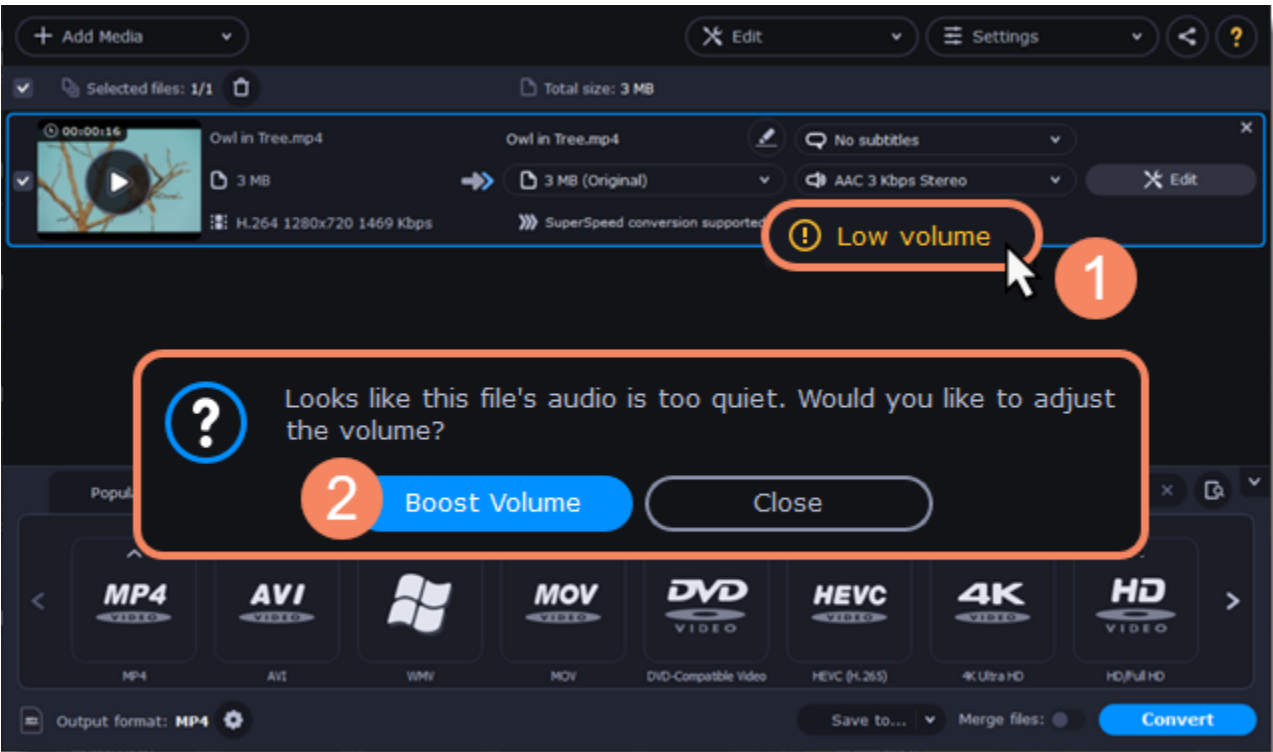 Add Media
Edit
Settings
?
Selected files: 1/1
Total size: 3 MB
00:00:16
Owl in Tree.mp4
Owl in Tree.mp4
No subtitles
3 MB
3 MB (Original)
AAC 3 Kbps Stereo
Edit
H.264 1280x720 1469 Kbps
SuperSpeed conversion supported
Low volume
1
?
Looks like this file's audio is too quiet. Would you like to adjust
the volume?
2
Boost Volume
Close
MP4
VIDEO
AVI
VIDEO
MOV
VIDEO
DVD
VIDEO
HEVC
VIDEO
4K
VIDEO
HD
VIDEO
MP4
AVI
WMV
MOV
DVD-Compatible Video
HEVC (H.265)
4K Ultra HD
HD/Full HD
Output format: MP4
Save to...
Merge files:
Convert